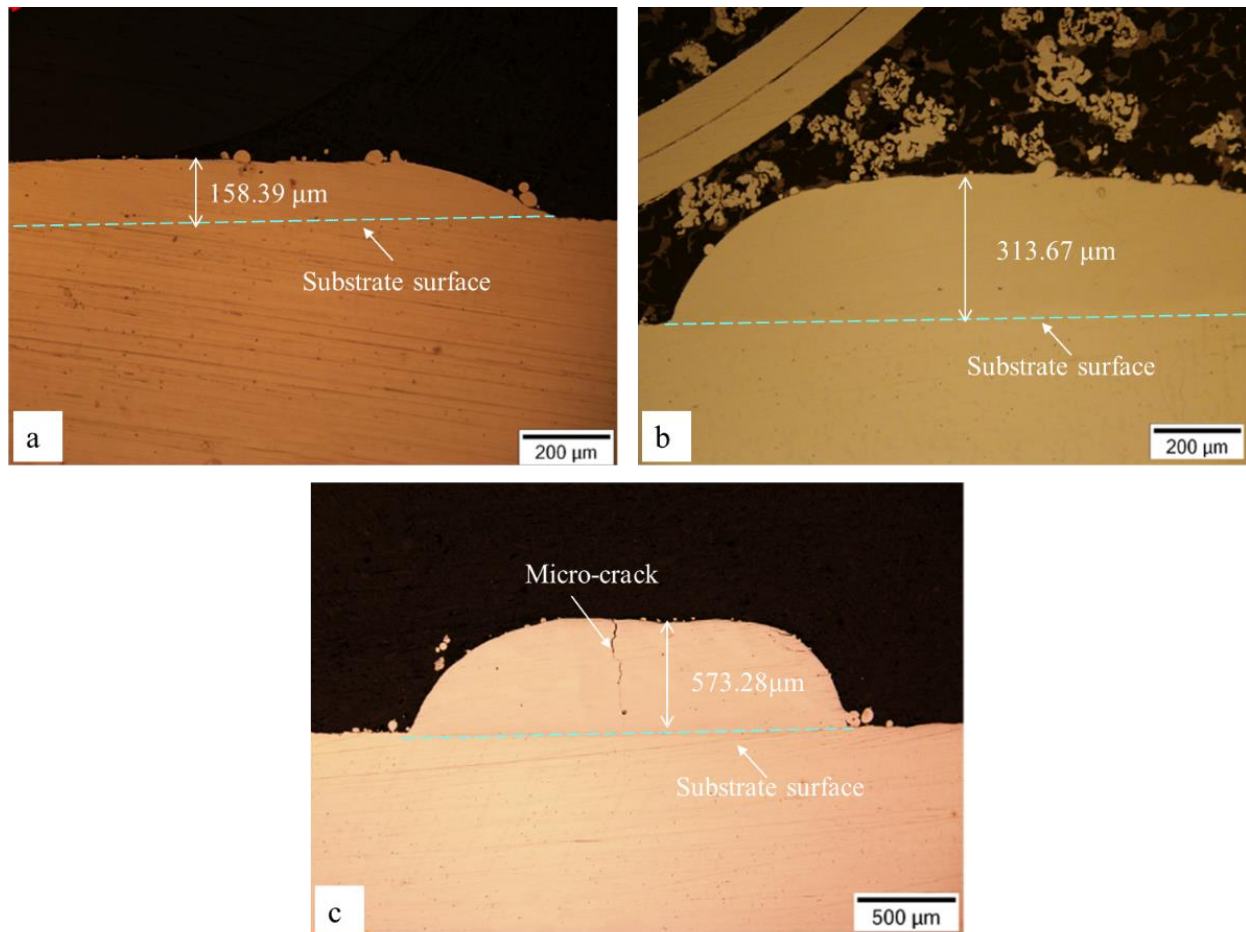 158.39 µm
Substrate surface
200 µm
a
313.67 µm
Substrate surface
200 µm
b
Micro-crack
573.28µm
Substrate surface
500 µm
c